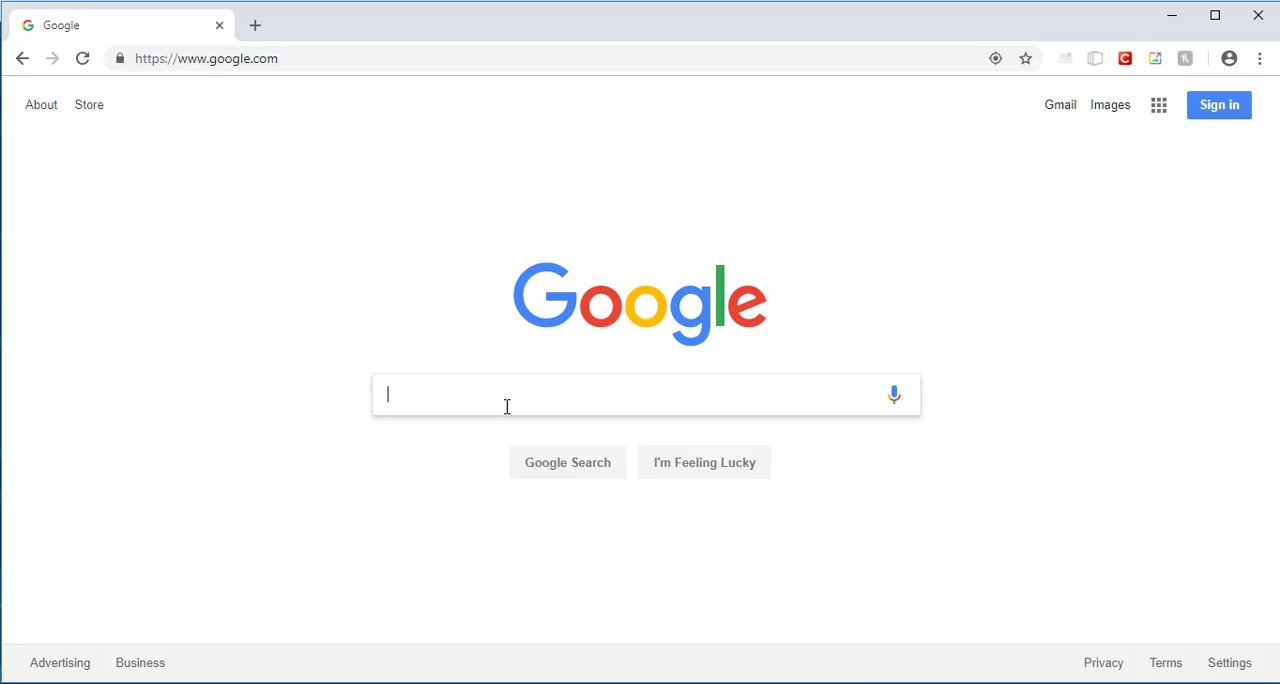 Google
https://www.google.com
About Store
Gmail Images Sign in
Google
Google Search I'm Feeling Lucky
Advertising Business
Privacy Terms Settings